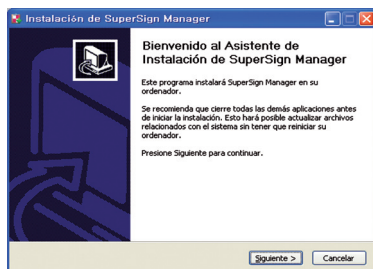 Instalación de SuperSign Manager
Bienvenido al Asistente de
Instalación de SuperSign Manager
Este programa instalará SuperSign Manager en su
ordenador.
Se recomienda que cierre todas las demás aplicaciones antes
de iniciar la instalación. Esto hará posible actualizar archivos
relacionados con el sistema sin tener que reiniciar su
ordenador.
Presione Siguiente para continuar.
Siguiente >
Cancelar